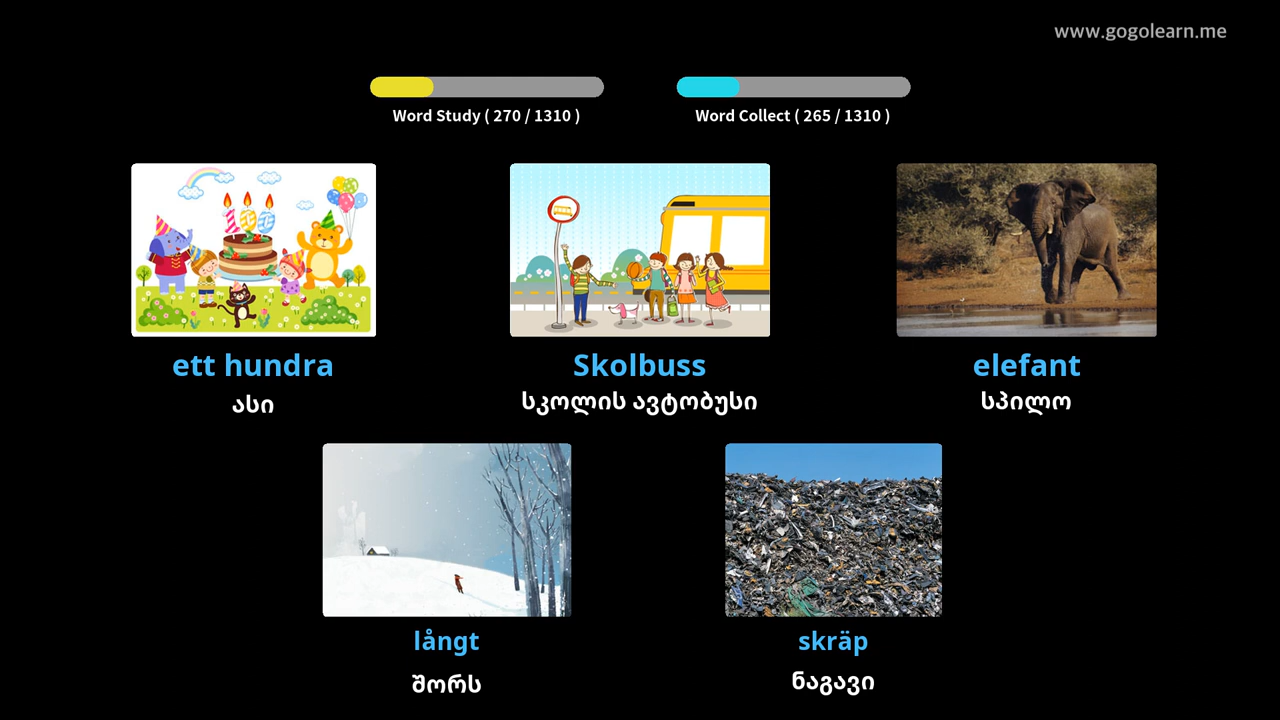 www.gogolearn.me
Word Study ( 270 / 1310 )
Word Collect ( 265 / 1310 )
100
ett hundra
Skolbuss
elefant
ასი
სკოლის ავტობუსი
სპილო
långt
skräp
შორს
ნაგავი